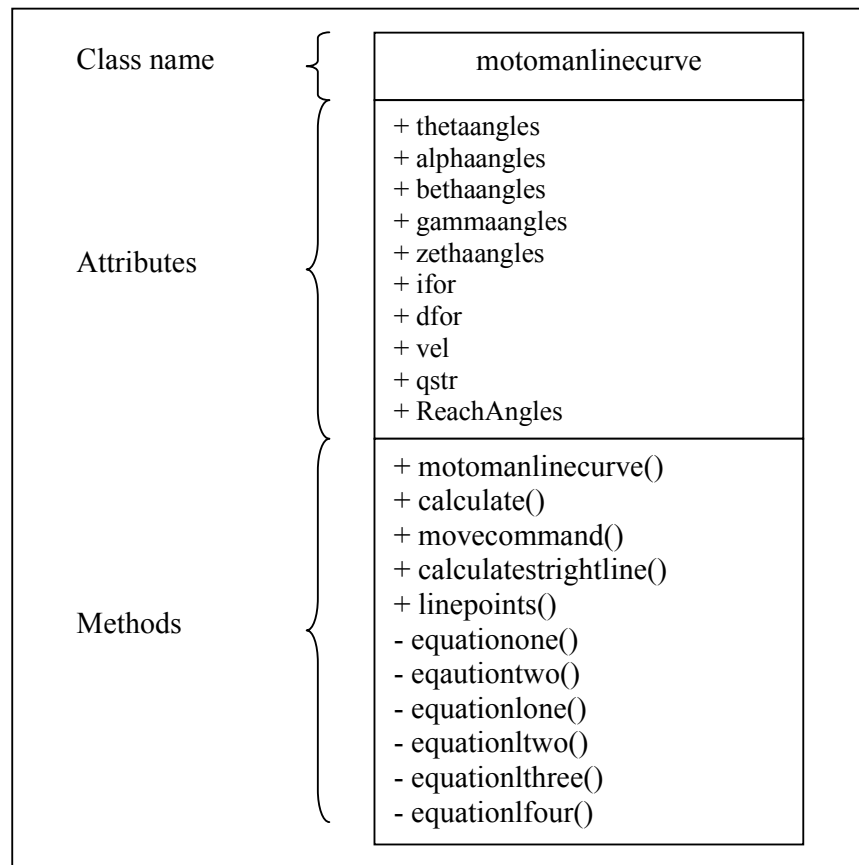 Class name
motomanlinecurve
Attributes
+ thetaangles
+ alphaangles
+ bethaangles
+ gammaangles
+ zethaangles
+ ifor
+ dfor
+ vel
+ qstr
+ ReachAngles
Methods
+ motomanlinecurve()
+ calculate()
+ movecommand()
+ calculatestrightline()
+ linepoints()
- equationone()
- eqautiontwo()
- equationlone()
- equationltwo()
- equationlthree()
- equationlfour()